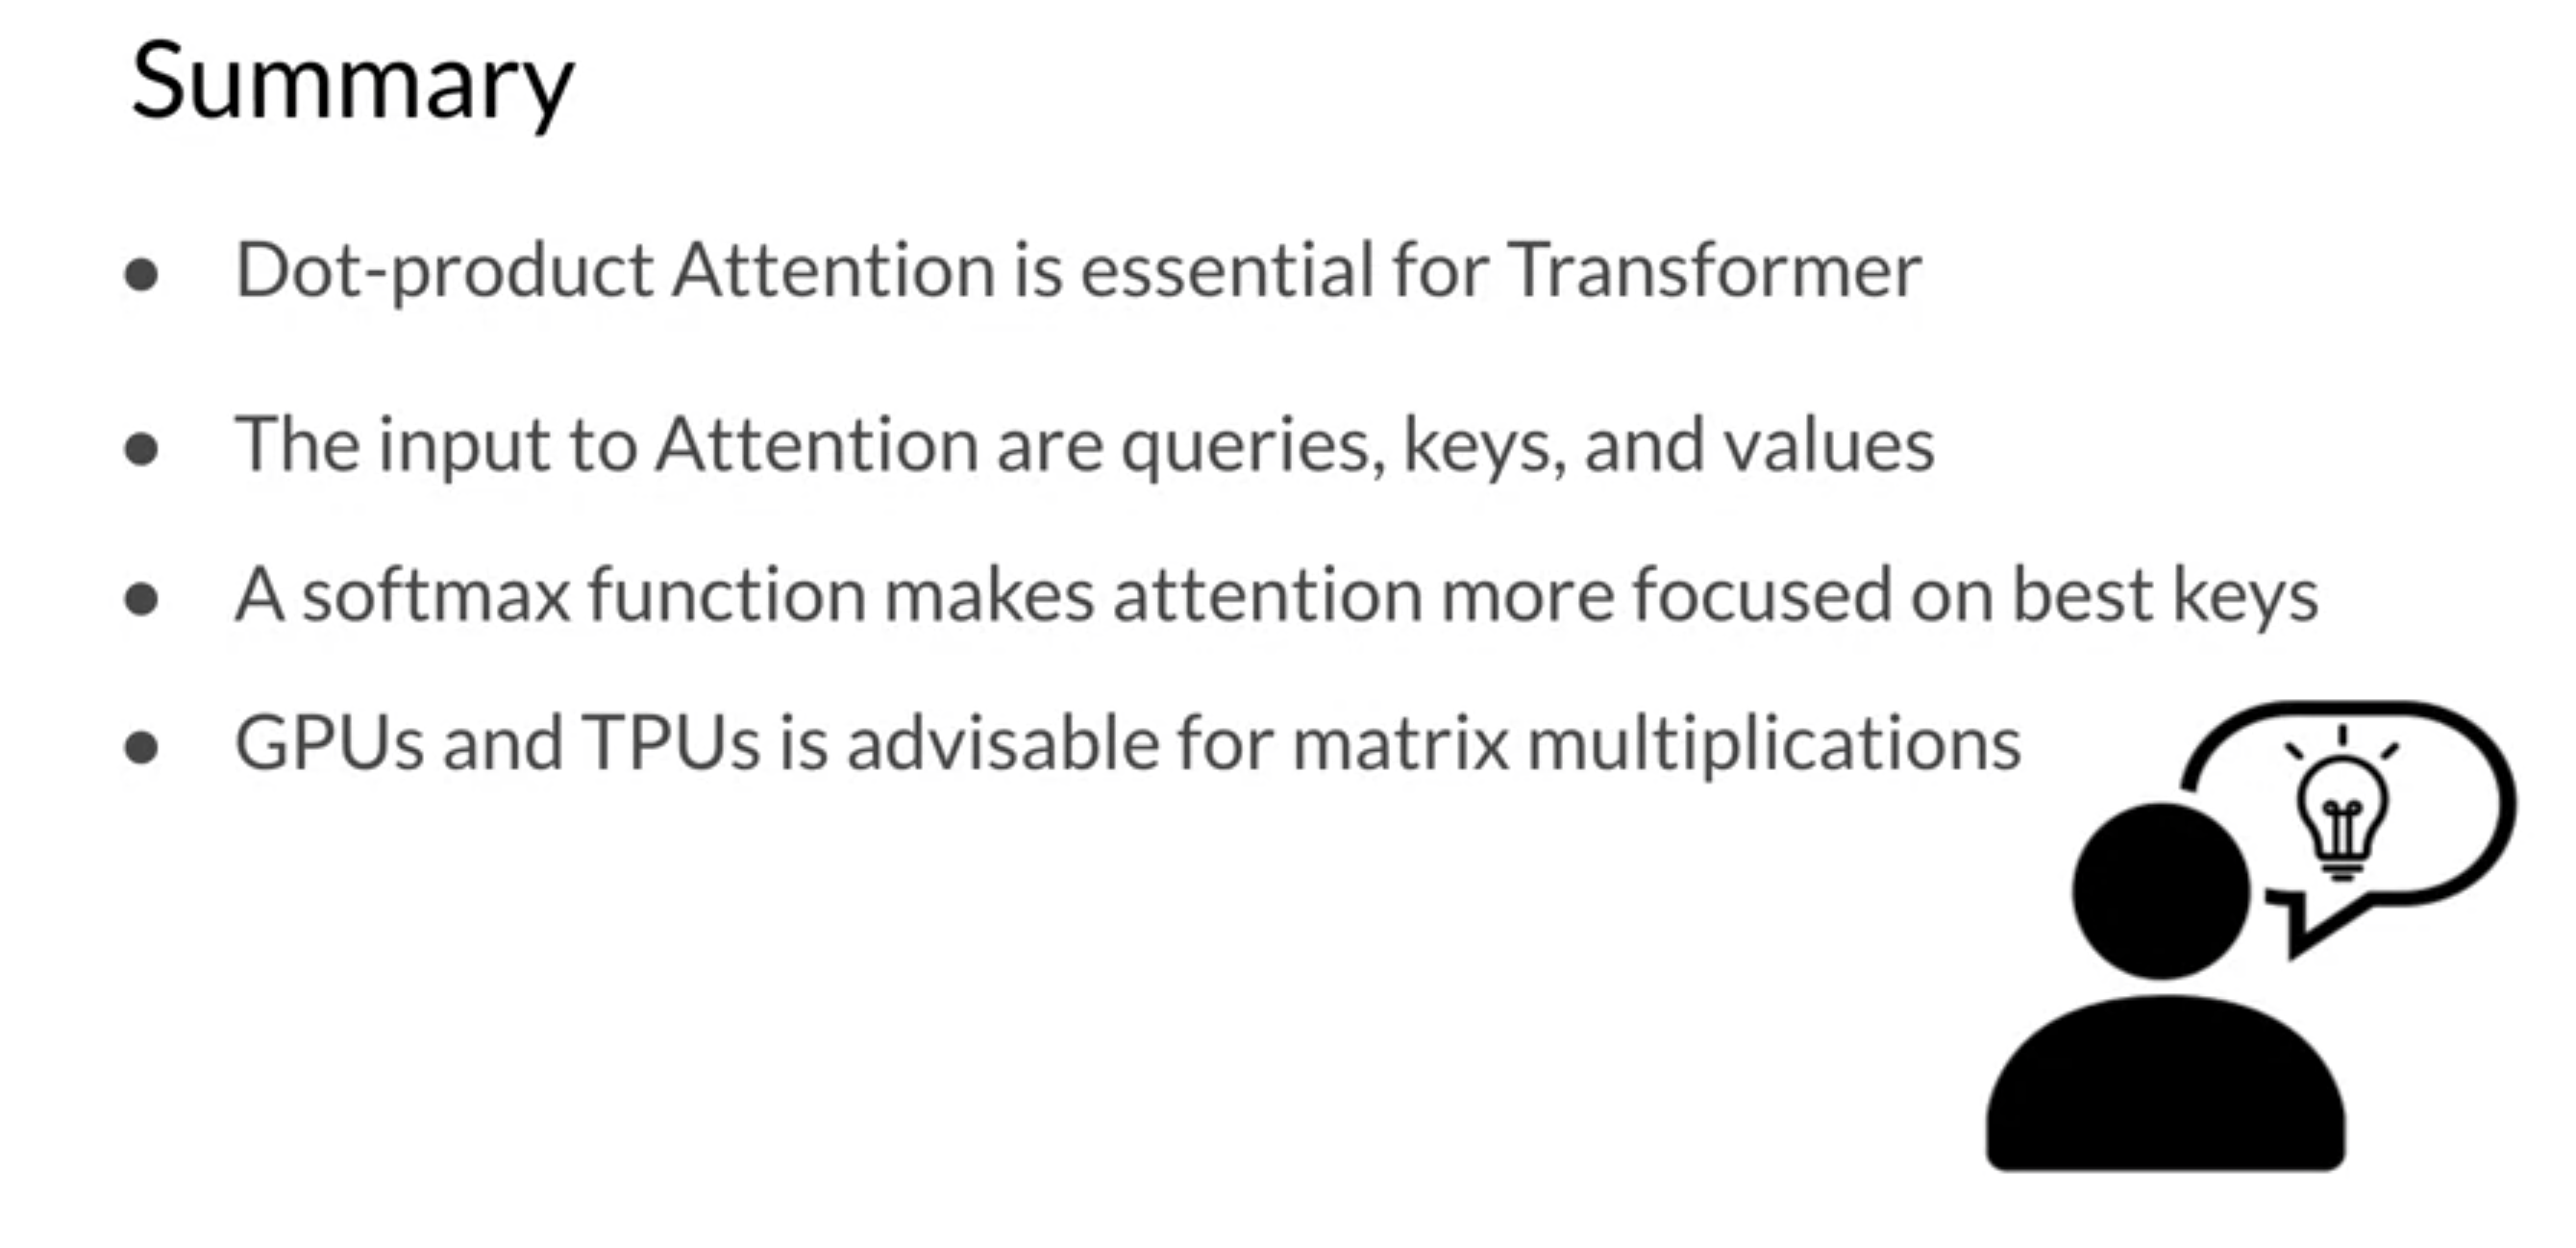 Summary
● Dot-product Attention is essential for Transformer
● The input to Attention are queries, keys, and values
● A softmax function makes attention more focused on best keys
● GPUs and TPUs is advisable for matrix multiplications